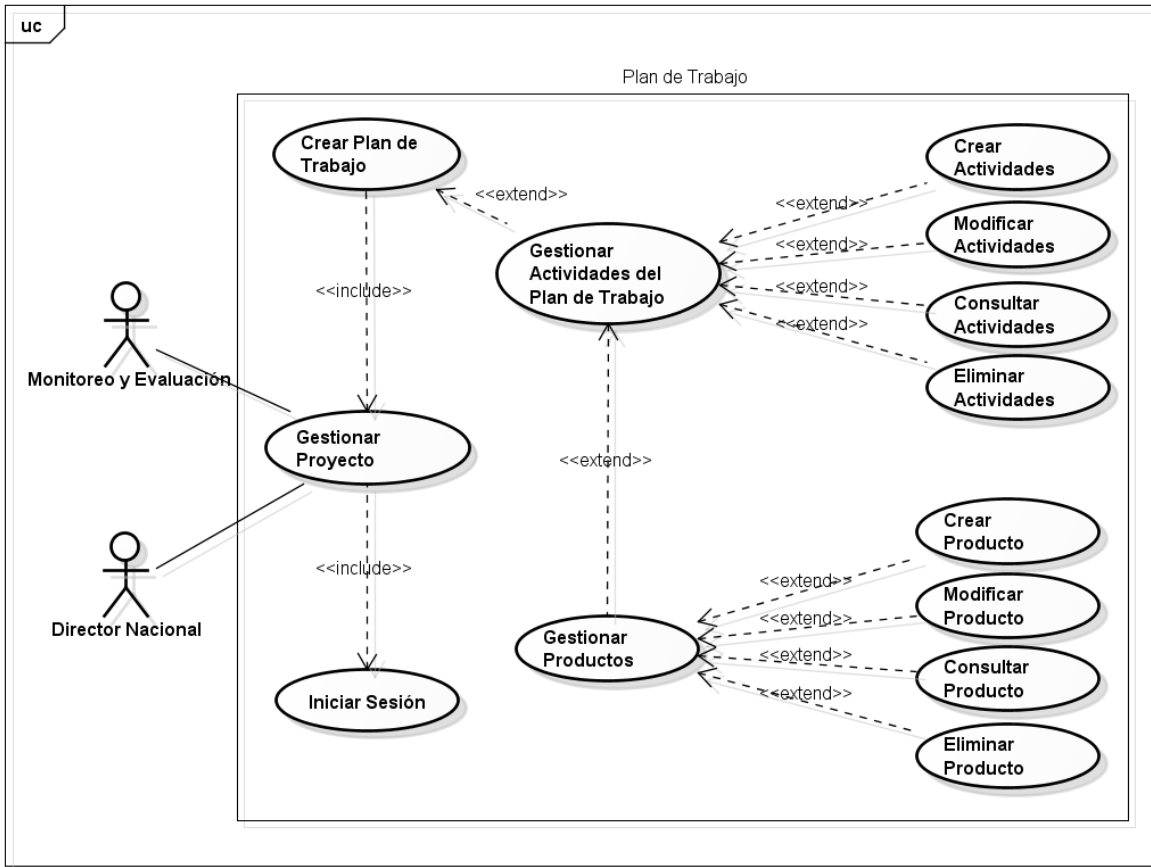 uc
Plan de Trabajo
Crear Plan de
Trabajo
<<extend>>
Gestionar
Actividades del
Plan de Trabajo
<<extend>>
<<extend>>
<<extend>>
<<extend>>
Crear
Actividades
Modificar
Actividades
Consultar
Actividades
Eliminar
Actividades
<<include>>
Monitoreo y Evaluación
Gestionar
Proyecto
<<extend>>
<<include>>
Director Nacional
Iniciar Sesión
Gestionar
Productos
<<extend>>
<<extend>>
<<extend>>
<<extend>>
Crear
Producto
Modificar
Producto
Consultar
Producto
Eliminar
Producto